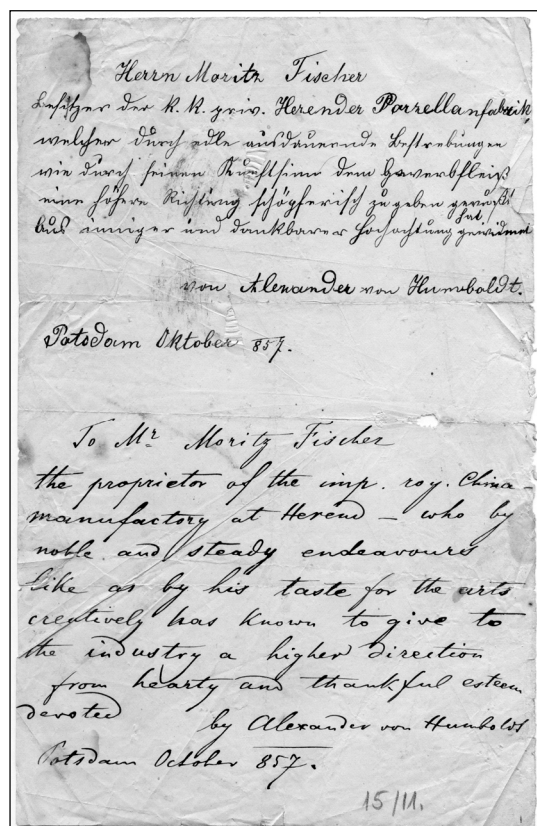 Herrn Moritz Fischer
Besitzer der K. K. priv. Herender Porzellanfabrik,
welcher durch edle ausdauernde Bestrebungen
wie durch seinen Kunstsinn dem Gewerbfleiß
eine höhere Richtung schöpferisch zu geben gewußt
hat.
Aus inniger und dankbarer Hochachtung gewidmet
von Alexander von Humboldt.
Potsdam Oktober 857.
To Mr Moritz Fischer
the proprietor of the imp. roy. China-
manufactory at Herend – who by
noble and steady endeavours
like as by his taste for the arts
creatively has known to give to
the industry a higher direction
from hearty and thankful esteem
devoted by Alexander von Humboldt
Potsdam October 857.
15/11.